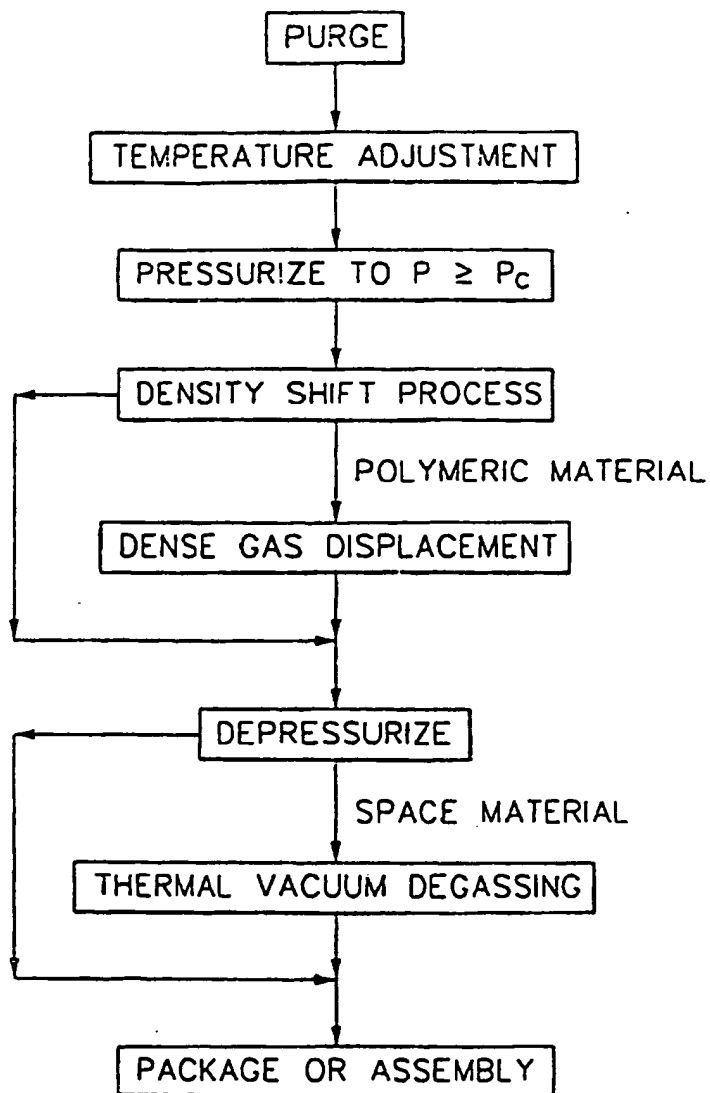 PURGE
TEMPERATURE ADJUSTMENT
PRESSURIZE TO P ≥ Pc
DENSITY SHIFT PROCESS
POLYMERIC MATERIAL
DENSE GAS DISPLACEMENT
DEPRESSURIZE
SPACE MATERIAL
THERMAL VACUUM DEGASSING
PACKAGE OR ASSEMBLY